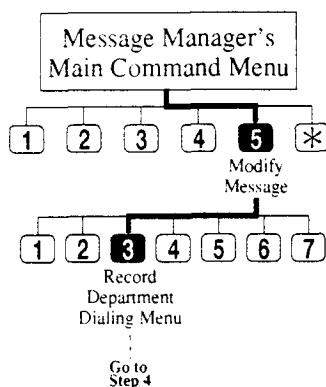 Message Manager's
Main Command Menu
1 2 3 4 5 *
Modify
Message
1 2 3 4 5 6 7
Record
Department
Dialing Menu
Go to
Step 4